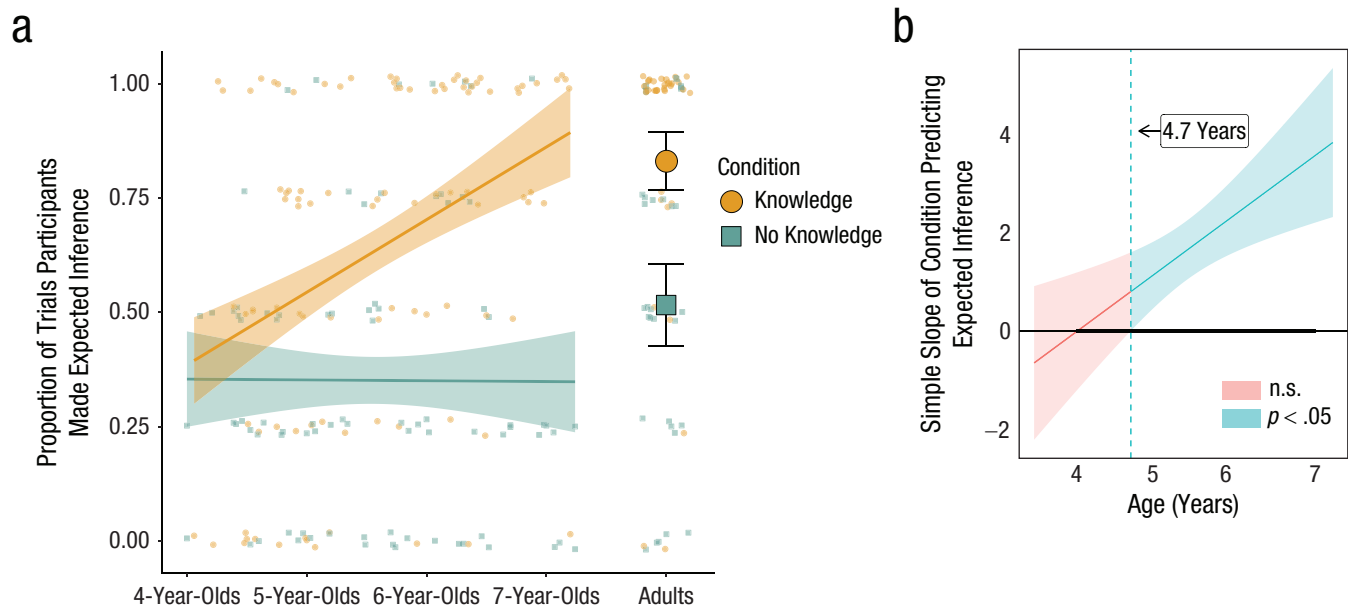 a
Proportion of Trials Participants
Made Expected Inference
1.00
0.75
0.50
0.25
0.00
4-Year-Olds
5-Year-Olds
6-Year-Olds
7-Year-Olds
Adults
Condition
Knowledge
No Knowledge
b
Simple Slope of Condition Predicting
Expected Inference
4
2
0
−2
4.7 Years
n.s.
p < .05
4
5
6
7
Age (Years)